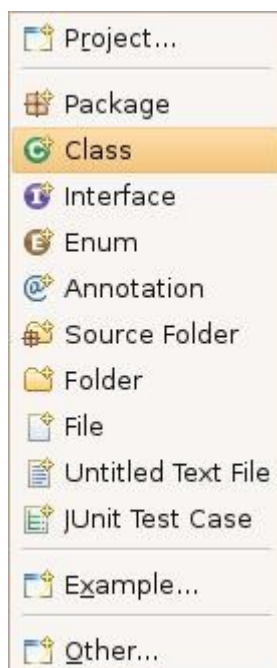 Project...
Package
Class
Interface
Enum
Annotation
Source Folder
Folder
File
Untitled Text File
JUnit Test Case
Example...
Other...